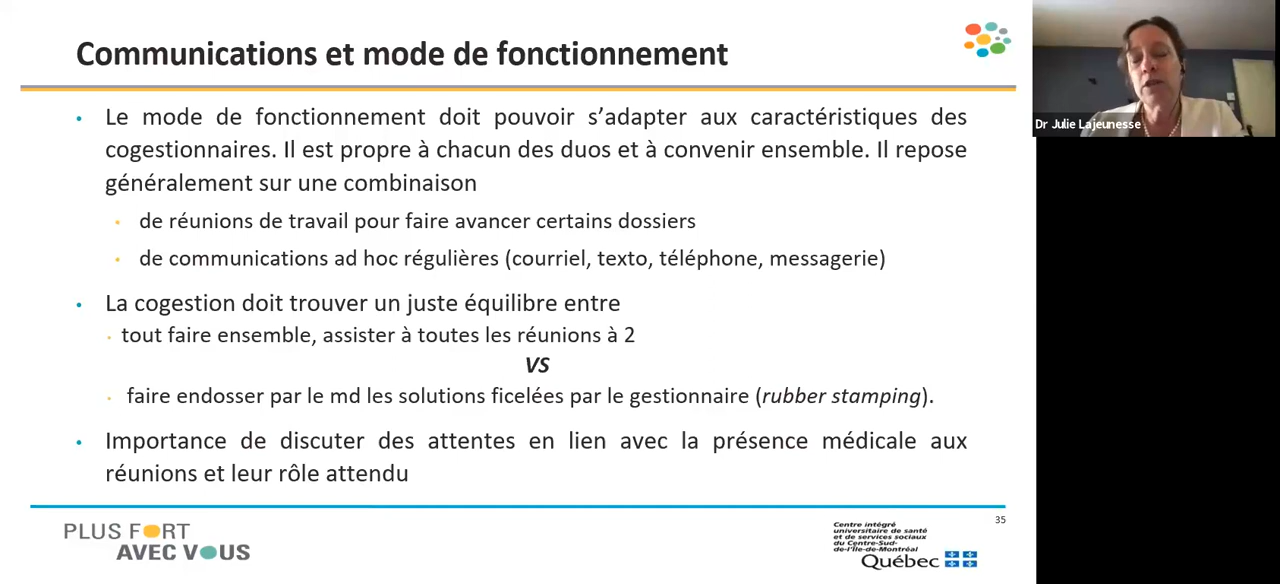 Communications et mode de fonctionnement
Dr Julie Lajeunesse
• Le mode de fonctionnement doit pouvoir s’adapter aux caractéristiques des
cogestionnaires. Il est propre à chacun des duos et à convenir ensemble. Il repose
généralement sur une combinaison
• de réunions de travail pour faire avancer certains dossiers
• de communications ad hoc régulières (courriel, texto, téléphone, messagerie)
• La cogestion doit trouver un juste équilibre entre
• tout faire ensemble, assister à toutes les réunions à 2
VS
• faire endosser par le md les solutions ficelées par le gestionnaire (rubber stamping).
• Importance de discuter des attentes en lien avec la présence médicale aux
réunions et leur rôle attendu
35
PLUS FORT
AVEC VOUS
Centre intégré
universitaire de santé
et de services sociaux
du Centre-Sud-
de-l'Île-de-Montréal
Québec